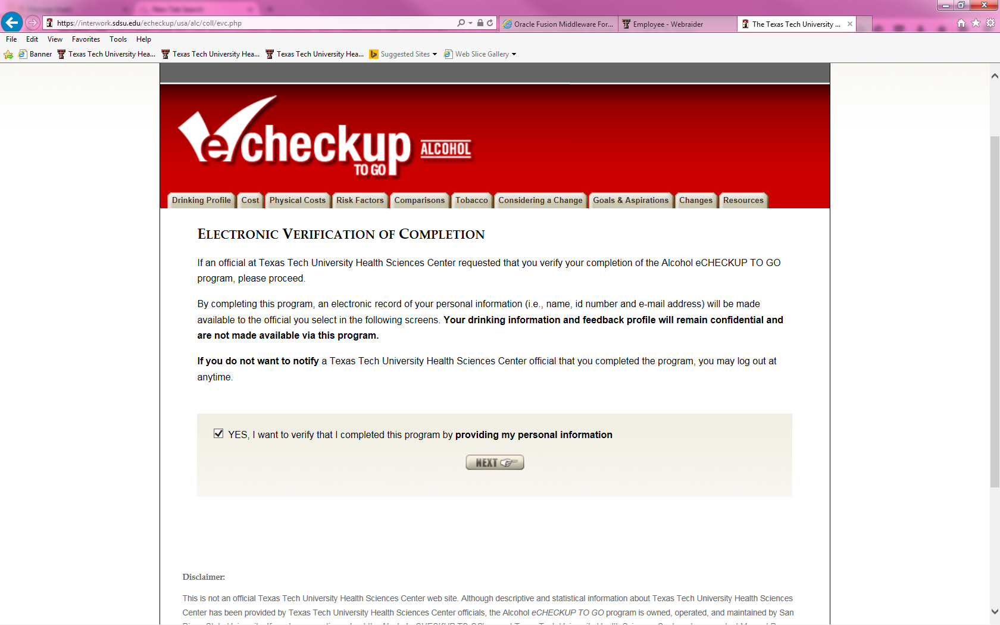 New Tab Search
https://interwork.sdsu.edu/echeckup/usa/alc/coll/evc.php
Oracle Fusion Middleware For...
Employee - Webraider
The Texas Tech University ...
File Edit View Favorites Tools Help
Banner Texas Tech University Hea... Texas Tech University Hea... Texas Tech University Hea... Suggested Sites Web Slice Gallery
echeckup
TO GO
ALCOHOL
Drinking Profile Cost Physical Costs Risk Factors Comparisons Tobacco Considering a Change Goals & Aspirations Changes Resources
ELECTRONIC VERIFICATION OF COMPLETION
If an official at Texas Tech University Health Sciences Center requested that you verify your completion of the Alcohol eCHECKUP TO GO
program, please proceed.
By completing this program, an electronic record of your personal information (i.e., name, id number and e-mail address) will be made
available to the official you select in the following screens. Your drinking information and feedback profile will remain confidential and
are not made available via this program.
If you do not want to notify a Texas Tech University Health Sciences Center official that you completed the program, you may log out at
anytime.
YES, I want to verify that I completed this program by providing my personal information
NEXT
Disclaimer:
This is not an official Texas Tech University Health Sciences Center web site. Although descriptive and statistical information about Texas Tech University Health Sciences
Center has been provided by Texas Tech University Health Sciences Center officials, the Alcohol eCHECKUP TO GO program is owned, operated, and maintained by San